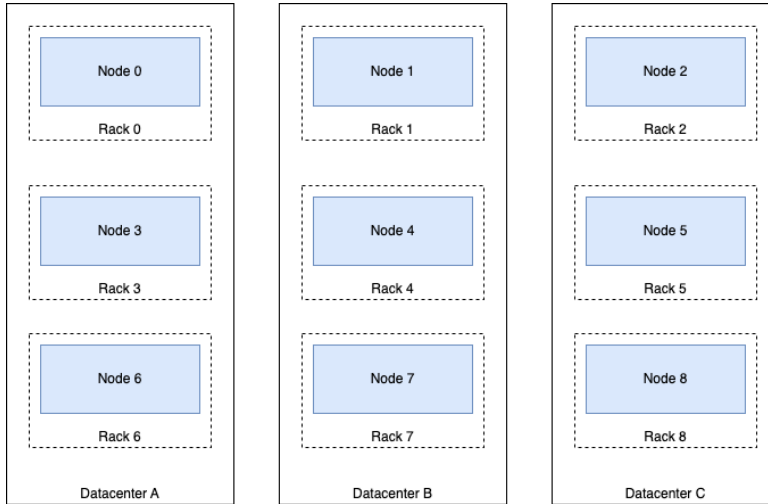 Node 0
Rack 0
Node 3
Rack 3
Node 6
Rack 6
Datacenter A
Node 1
Rack 1
Node 4
Rack 4
Node 7
Rack 7
Datacenter B
Node 2
Rack 2
Node 5
Rack 5
Node 8
Rack 8
Datacenter C